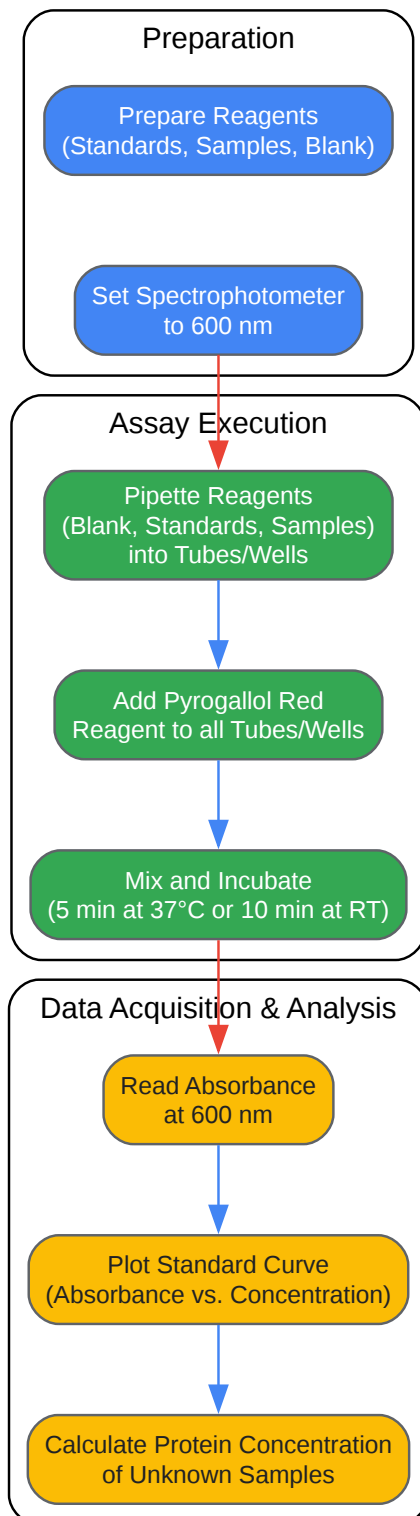 Preparation
Prepare Reagents
(Standards, Samples, Blank)
Set Spectrophotometer
to 600 nm
Assay Execution
Pipette Reagents
(Blank, Standards, Samples)
into Tubes/Wells
Add Pyrogallol Red
Reagent to all Tubes/Wells
Mix and Incubate
(5 min at 37°C or 10 min at RT)
Data Acquisition & Analysis
Read Absorbance
at 600 nm
Plot Standard Curve
(Absorbance vs. Concentration)
Calculate Protein Concentration
of Unknown Samples